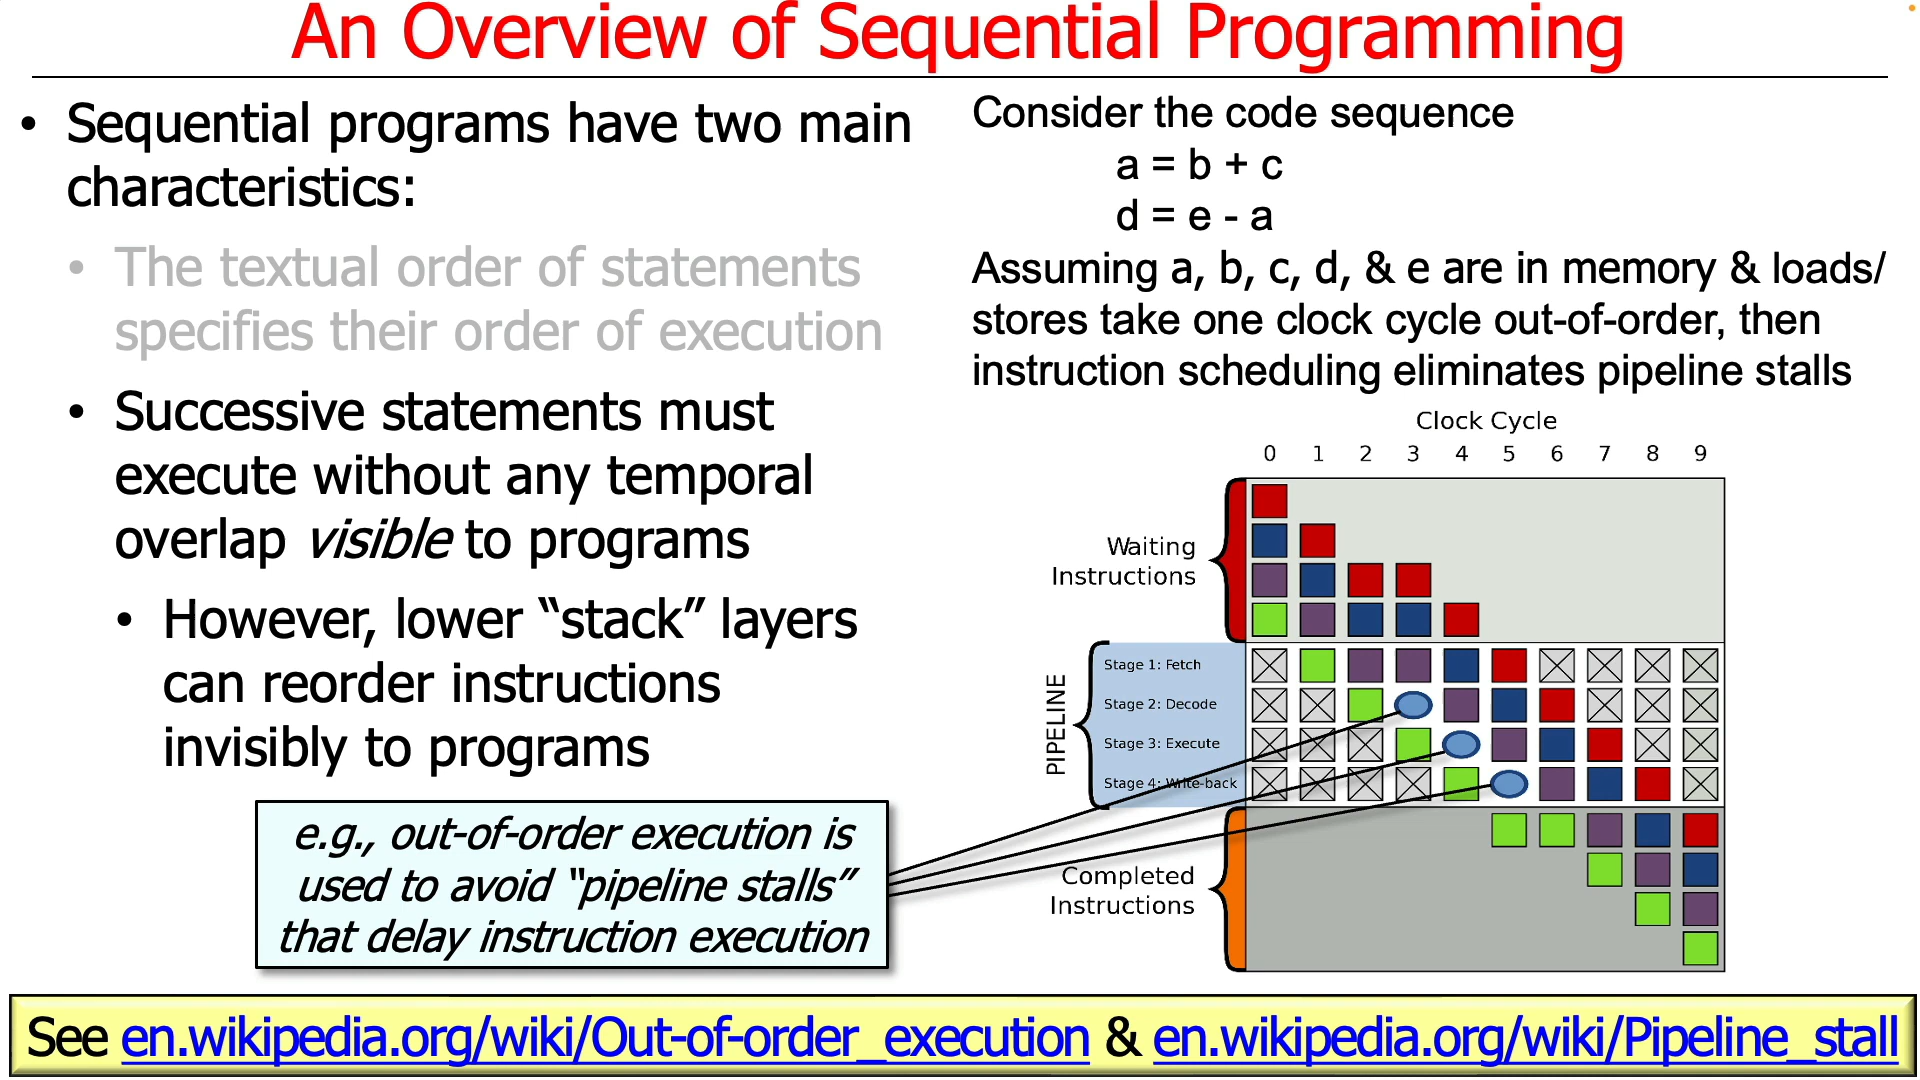 An Overview of Sequential Programming
• Sequential programs have two main
characteristics:
• The textual order of statements
specifies their order of execution
• Successive statements must
execute without any temporal
overlap visible to programs
• However, lower “stack” layers
can reorder instructions
invisibly to programs
e.g., out-of-order execution is
used to avoid “pipeline stalls”
that delay instruction execution
Consider the code sequence
a = b + c
d = e - a
Assuming a, b, c, d, & e are in memory & loads/
stores take one clock cycle out-of-order, then
instruction scheduling eliminates pipeline stalls
Clock Cycle
0 1 2 3 4 5 6 7 8 9
Waiting
Instructions
PIPELINE
Stage 1: Fetch
Stage 2: Decode
Stage 3: Execute
Stage 4: Write-back
Completed
Instructions
See en.wikipedia.org/wiki/Out-of-order_execution & en.wikipedia.org/wiki/Pipeline_stall